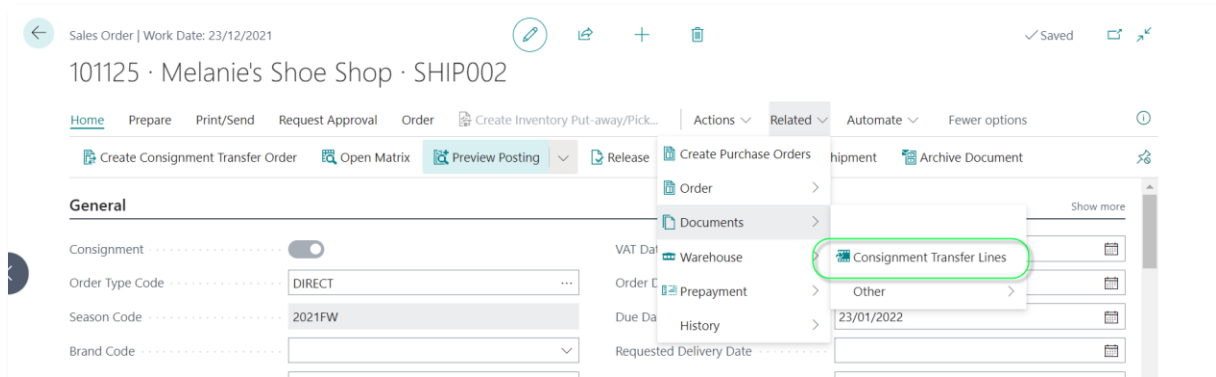 Sales Order | Work Date: 23/12/2021
Saved
101125 · Melanie's Shoe Shop · SHIP002
Home Prepare Print/Send Request Approval Order Create Inventory Put-away/Pick... Actions Related Automate Fewer options
Create Consignment Transfer Order Open Matrix Preview Posting Release Create Purchase Orders hipment Archive Document
Order
General Show more
Documents
Consignment VAT Dat
Warehouse Consignment Transfer Lines
Order Type Code DIRECT Order D
Prepayment Other
Season Code 2021FW Due Da 23/01/2022
History
Brand Code Requested Delivery Date